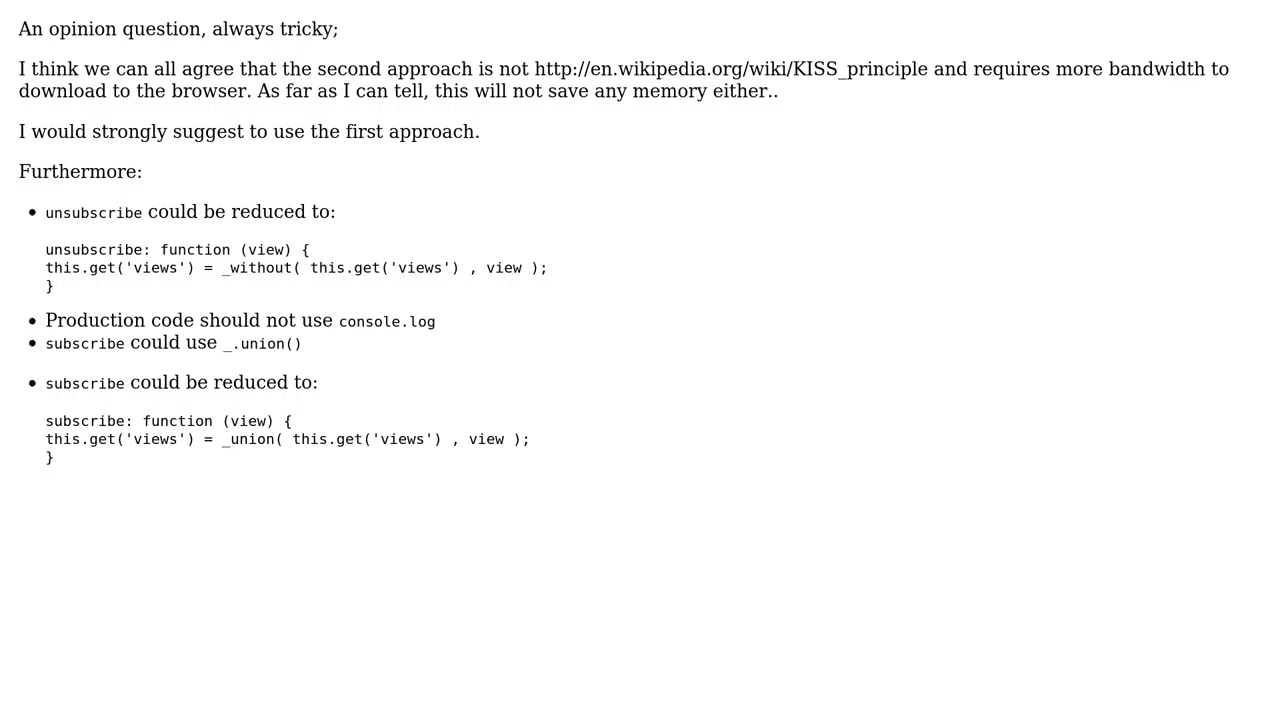 An opinion question, always tricky;
I think we can all agree that the second approach is not http://en.wikipedia.org/wiki/KISS_principle and requires more bandwidth to
download to the browser. As far as I can tell, this will not save any memory either..
I would strongly suggest to use the first approach.
Furthermore:
• unsubscribe could be reduced to:
unsubscribe: function (view) {
this.get('views') = _without( this.get('views') , view );
}
• Production code should not use console.log
• subscribe could use _.union()
• subscribe could be reduced to:
subscribe: function (view) {
this.get('views') = _union( this.get('views') , view );
}